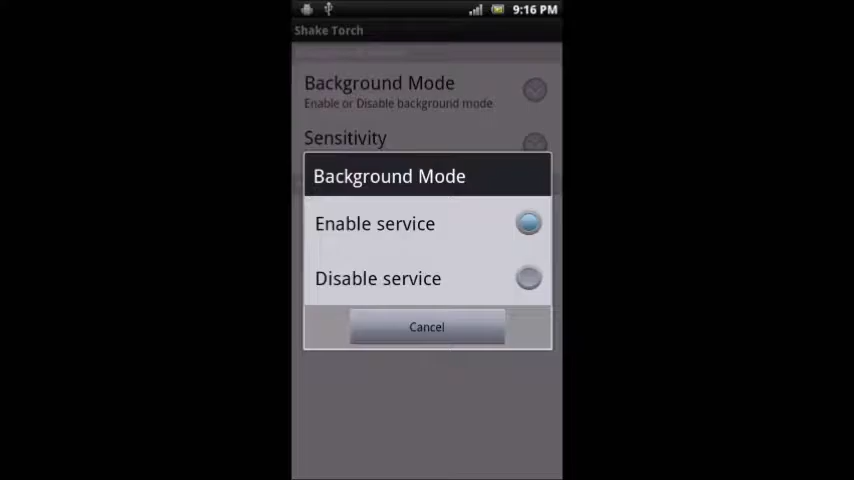 9:16 PM
Shake Torch
Background Mode
Enable or Disable background mode
Sensitivity
Background Mode
Enable service
Disable service
Cancel